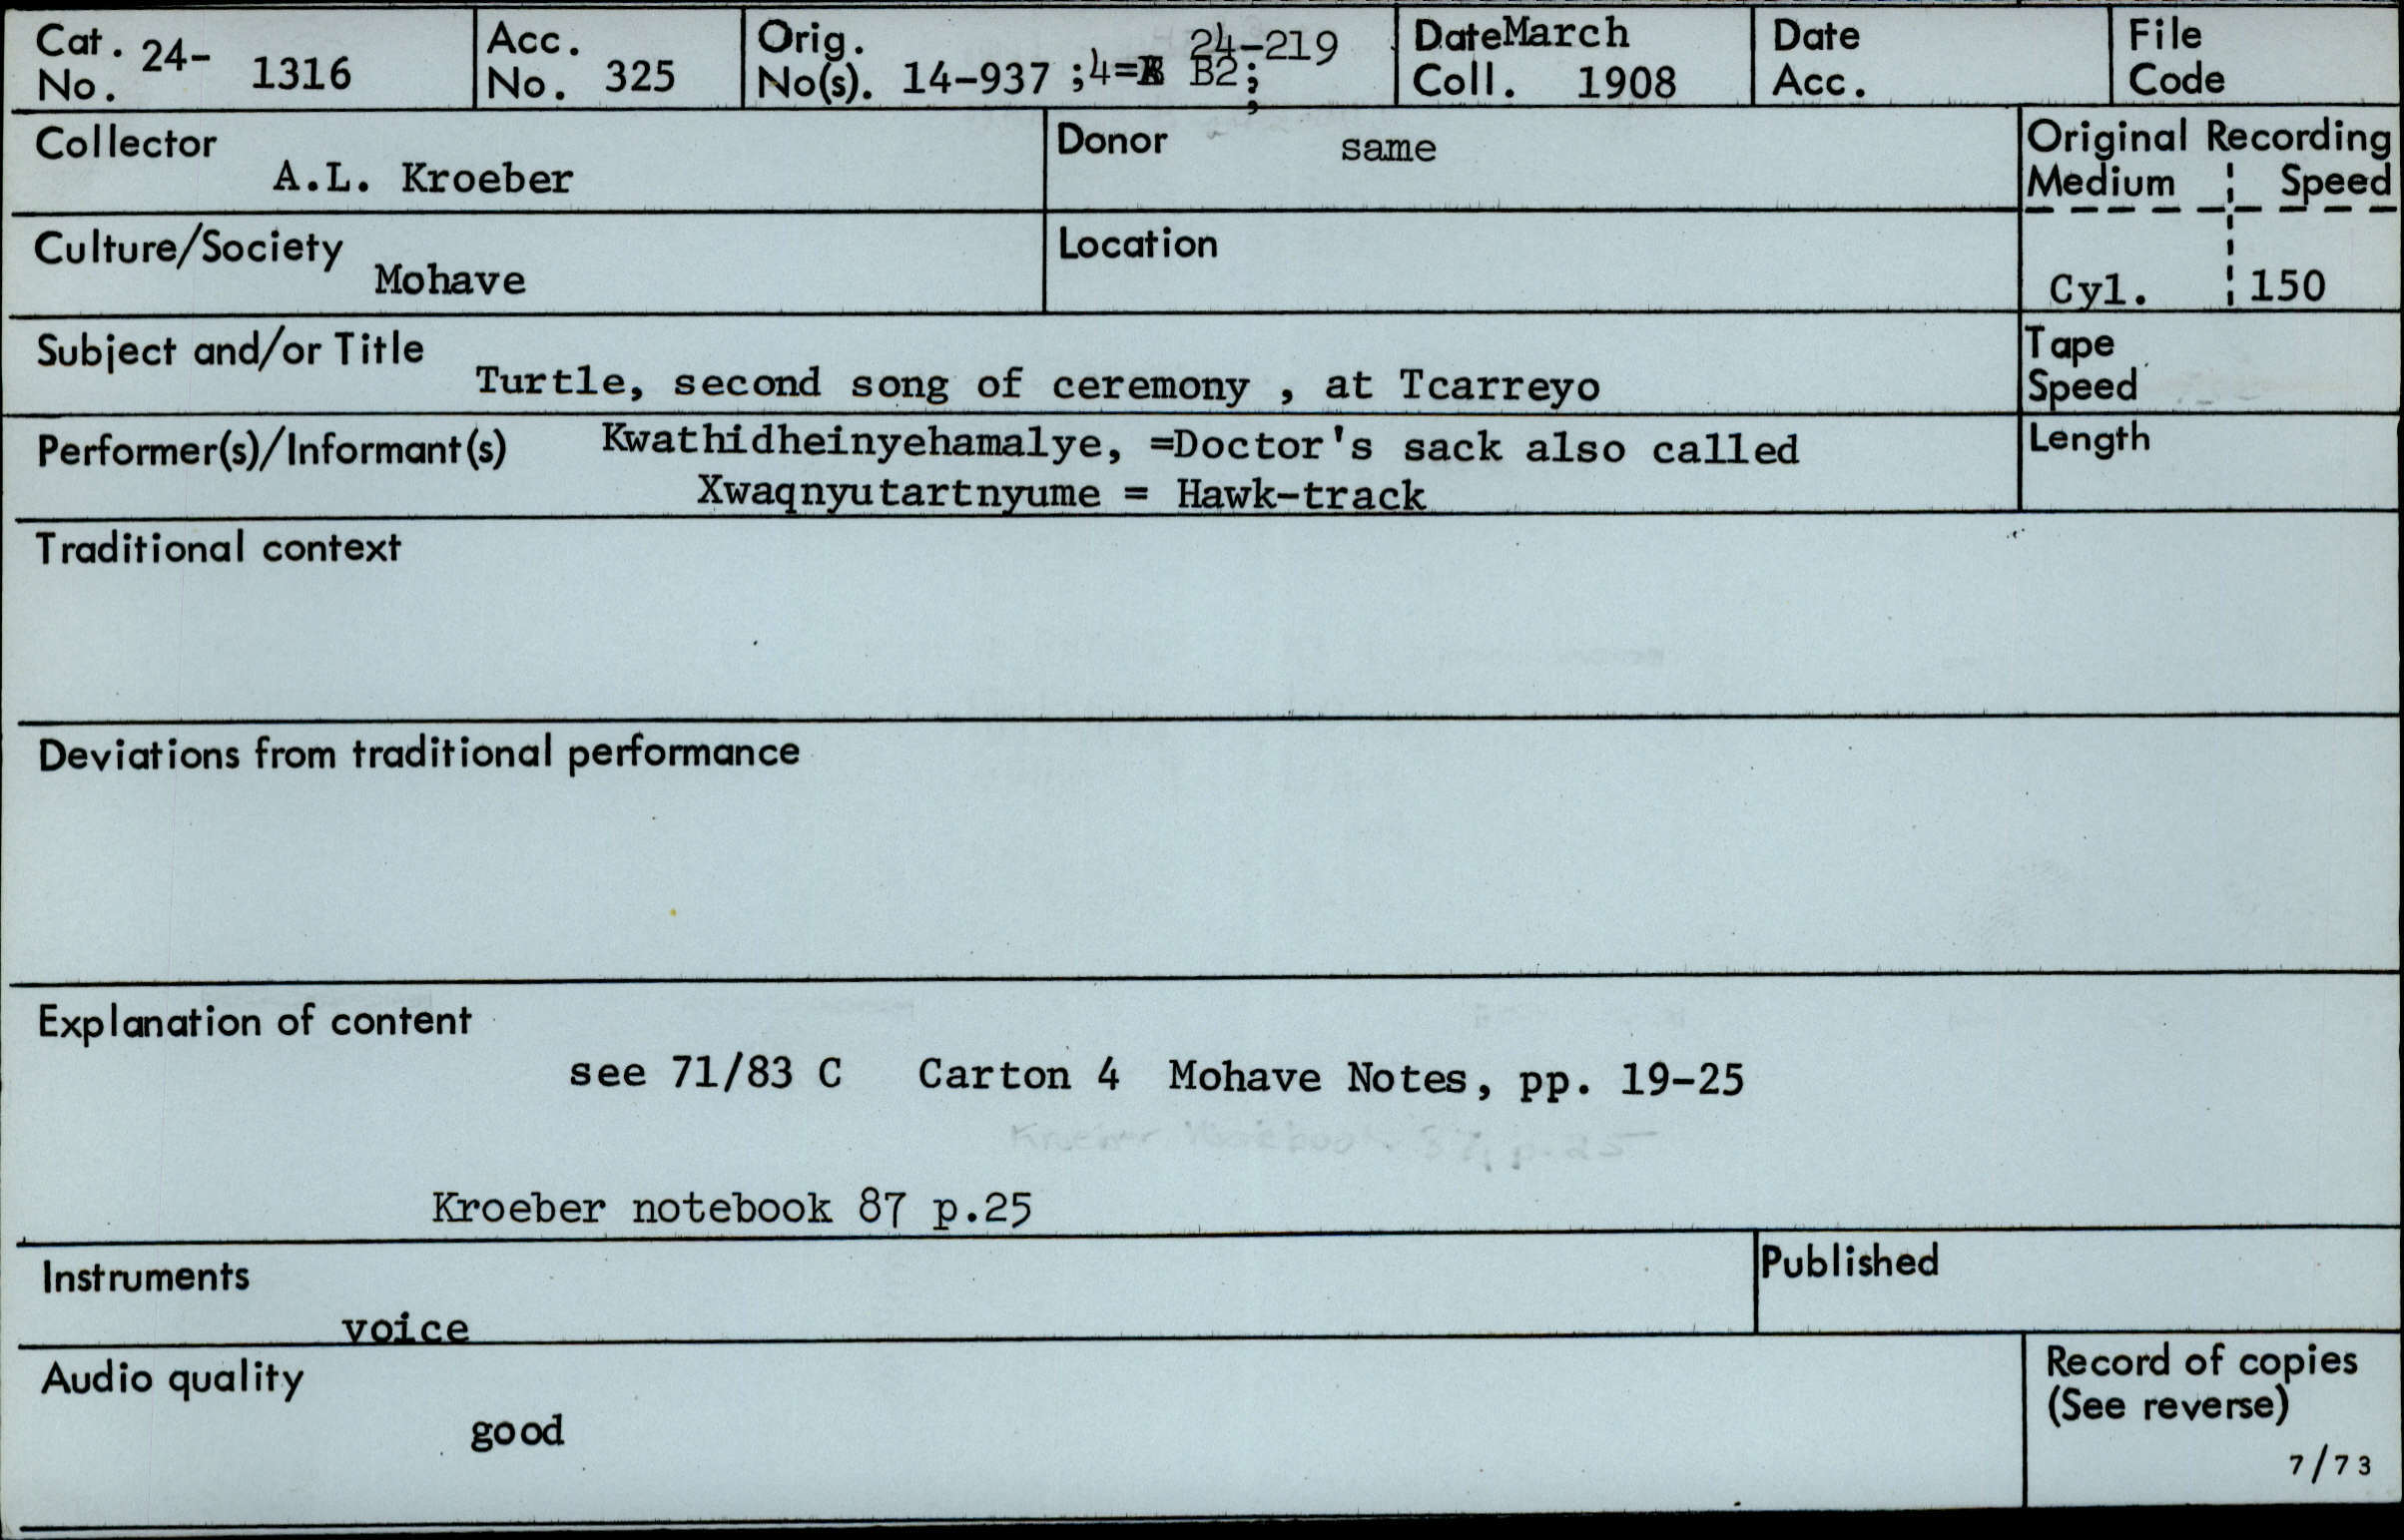 Cat. No. 24- 1316
Acc. No. 325
Orig. No(s). 14-937 ;4= B2; 24-219
Date Coll. March 1908
Date Acc.
File Code
Collector A.L. Kroeber
Donor same
Original Recording
Medium Speed
Cyl. 150
Culture/Society Mohave
Location
Subject and/or Title Turtle, second song of ceremony , at Tcarreyo
Tape Speed
Performer(s)/Informant(s) Kwathidheinyehamalye, =Doctor's sack also called
Xwaqnyutartnyume = Hawk-track
Length
Traditional context
Deviations from traditional performance
Explanation of content
see 71/83 C Carton 4 Mohave Notes, pp. 19-25
Kroeber Notebook 87, p.25
Kroeber notebook 87 p.25
Instruments
voice
Published
Audio quality
good
Record of copies
(See reverse)
7/73